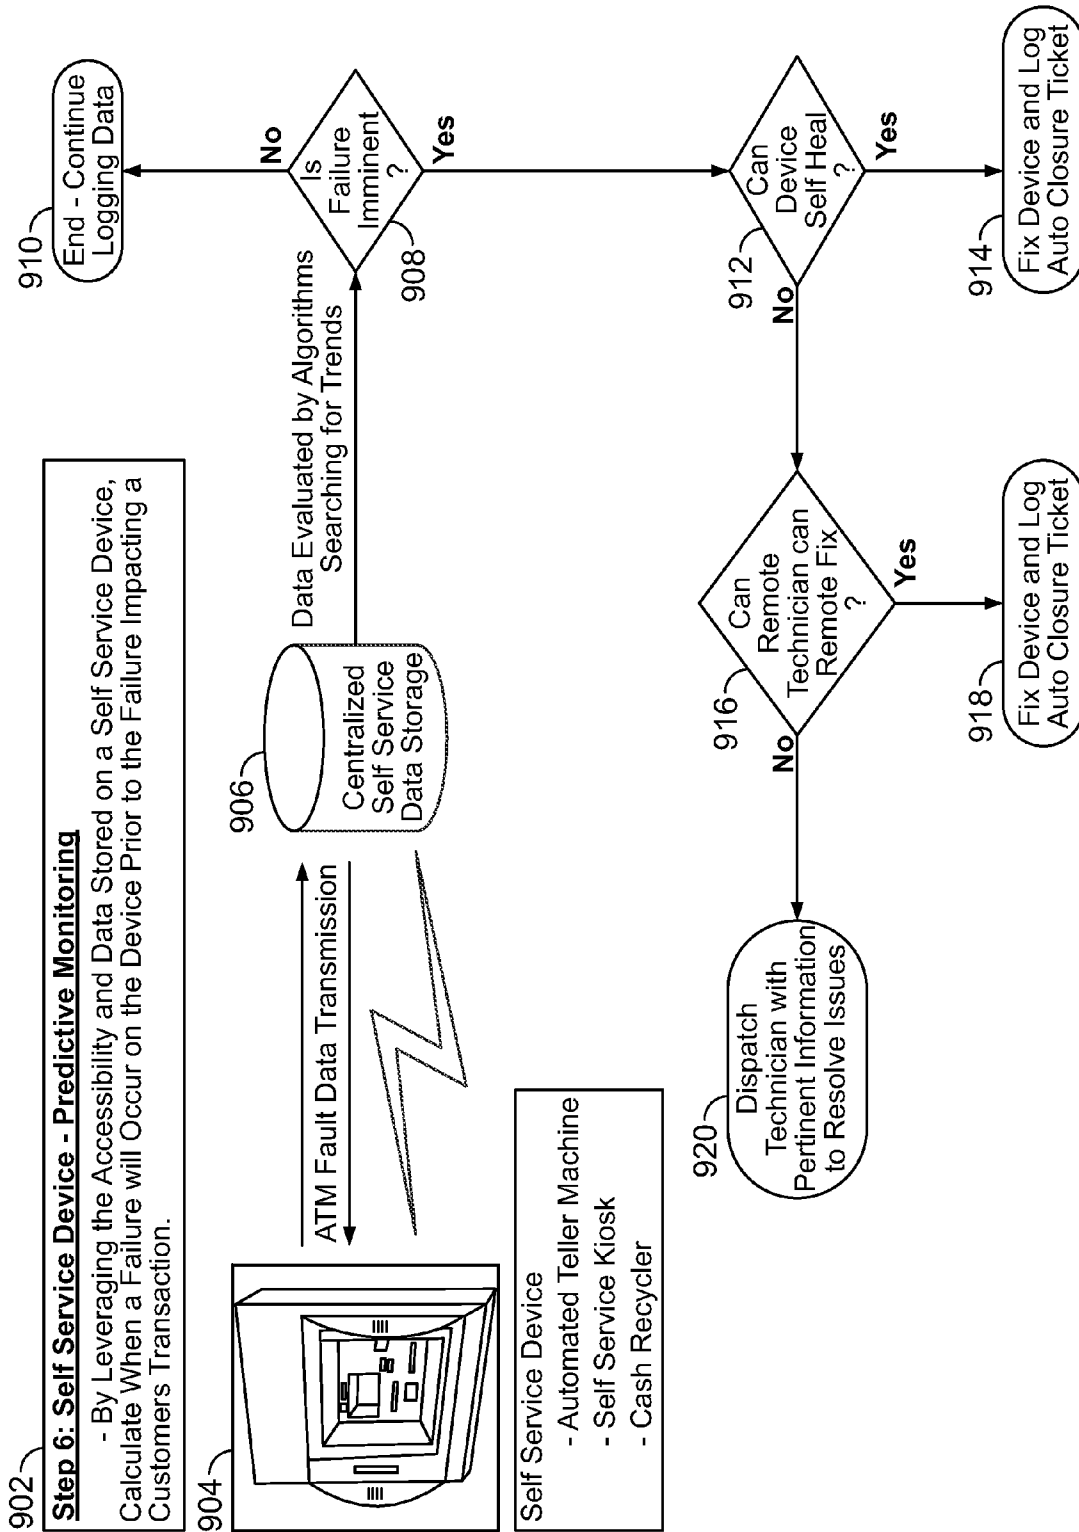 902
Step 6: Self Service Device - Predictive Monitoring
- By Leveraging the Accessibility and Data Stored on a Self Service Device,
Calculate When a Failure will Occur on the Device Prior to the Failure Impacting a
Customers Transaction.
904
ATM Fault Data Transmission
906
Centralized
Self Service
Data Storage
Data Evaluated by Algorithms
Searching for Trends
Is
Failure
Imminent
?
908
No
Yes
910
End - Continue
Logging Data
Self Service Device
- Automated Teller Machine
- Self Service Kiosk
- Cash Recycler
912
Can
Device
Self Heal
?
No
Yes
914
Fix Device and Log
Auto Closure Ticket
916
Can
Remote
Technician can
Remote Fix
?
No
Yes
918
Fix Device and Log
Auto Closure Ticket
920
Dispatch
Technician with
Pertinent Information
to Resolve Issues